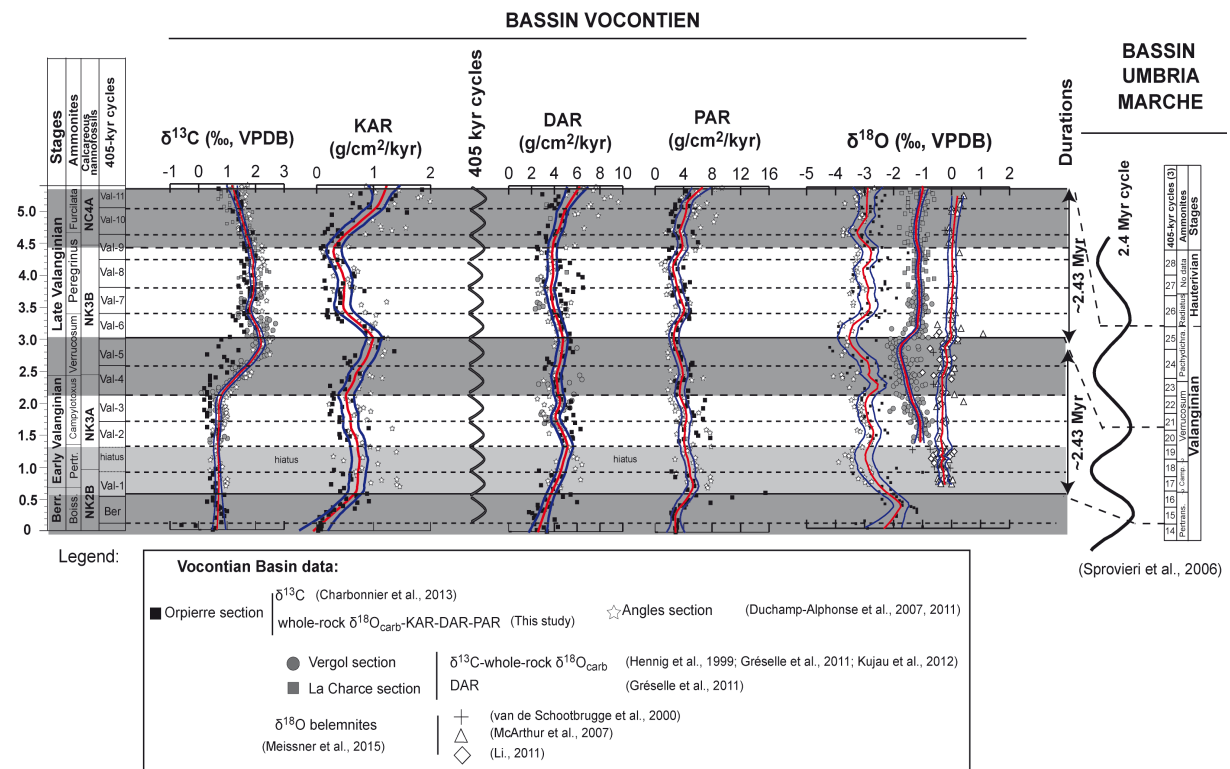 BASSIN VOCONTIEN
BASSIN
UMBRIA
MARCHE
Stages
Ammonites
Calcareous
nannofossils
405-kyr cycles
δ13C (‰, VPDB)
KAR
(g/cm2/kyr)
405 kyr cycles
DAR
(g/cm2/kyr)
PAR
(g/cm2/kyr)
δ18O (‰, VPDB)
Durations
2.4 Myr cycle
405-kyr cycles (3)
Ammonites
Stages
-1 0 1 2 3
0 1 2
0 2 4 6 8 10
0 4 8 12 16
-5 -4 -3 -2 -1 0 1 2
5.0
4.5
4.0
3.5
3.0
2.5
2.0
1.5
1.0
0.5
0
Late Valanginian
Early Valanginian
Berr.
Furcilata
Peregrinus
Verrucosum
Campylotoxus
Pertr.
Boiss.
NC4A
NK3B
NK3A
NK2B
Val-11
Val-10
Val-9
Val-8
Val-7
Val-6
Val-5
Val-4
Val-3
Val-2
hiatus
Val-1
Ber
hiatus
hiatus
~2.43 Myr
~2.43 Myr
28
27
26
25
24
23
22
21
20
19
18
17
16
15
14
No data
Radiatus
Pachydichra.
Verrucosum
Camp.
Pertrans.
Hauterivian
Valanginian
(Sprovieri et al., 2006)
Legend:
Vocontian Basin data:
Orpierre section
δ13C (Charbonnier et al., 2013)
whole-rock δ18Ocarb-KAR-DAR-PAR (This study)
Angles section (Duchamp-Alphonse et al., 2007, 2011)
Vergol section
La Charce section
δ13C-whole-rock δ18Ocarb (Hennig et al., 1999; Gréselle et al., 2011; Kujau et al., 2012)
DAR (Gréselle et al., 2011)
δ18O belemnites
(Meissner et al., 2015)
(van de Schootbrugge et al., 2000)
(McArthur et al., 2007)
(Li., 2011)